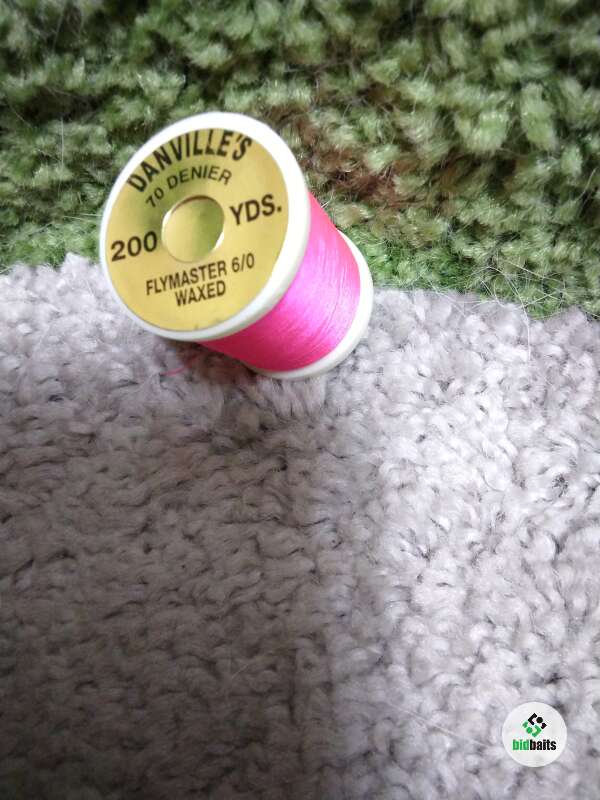 DANVILLE'S
70 DENIER
200 YDS.
FLYMASTER 6/0
WAXED
bidbaits